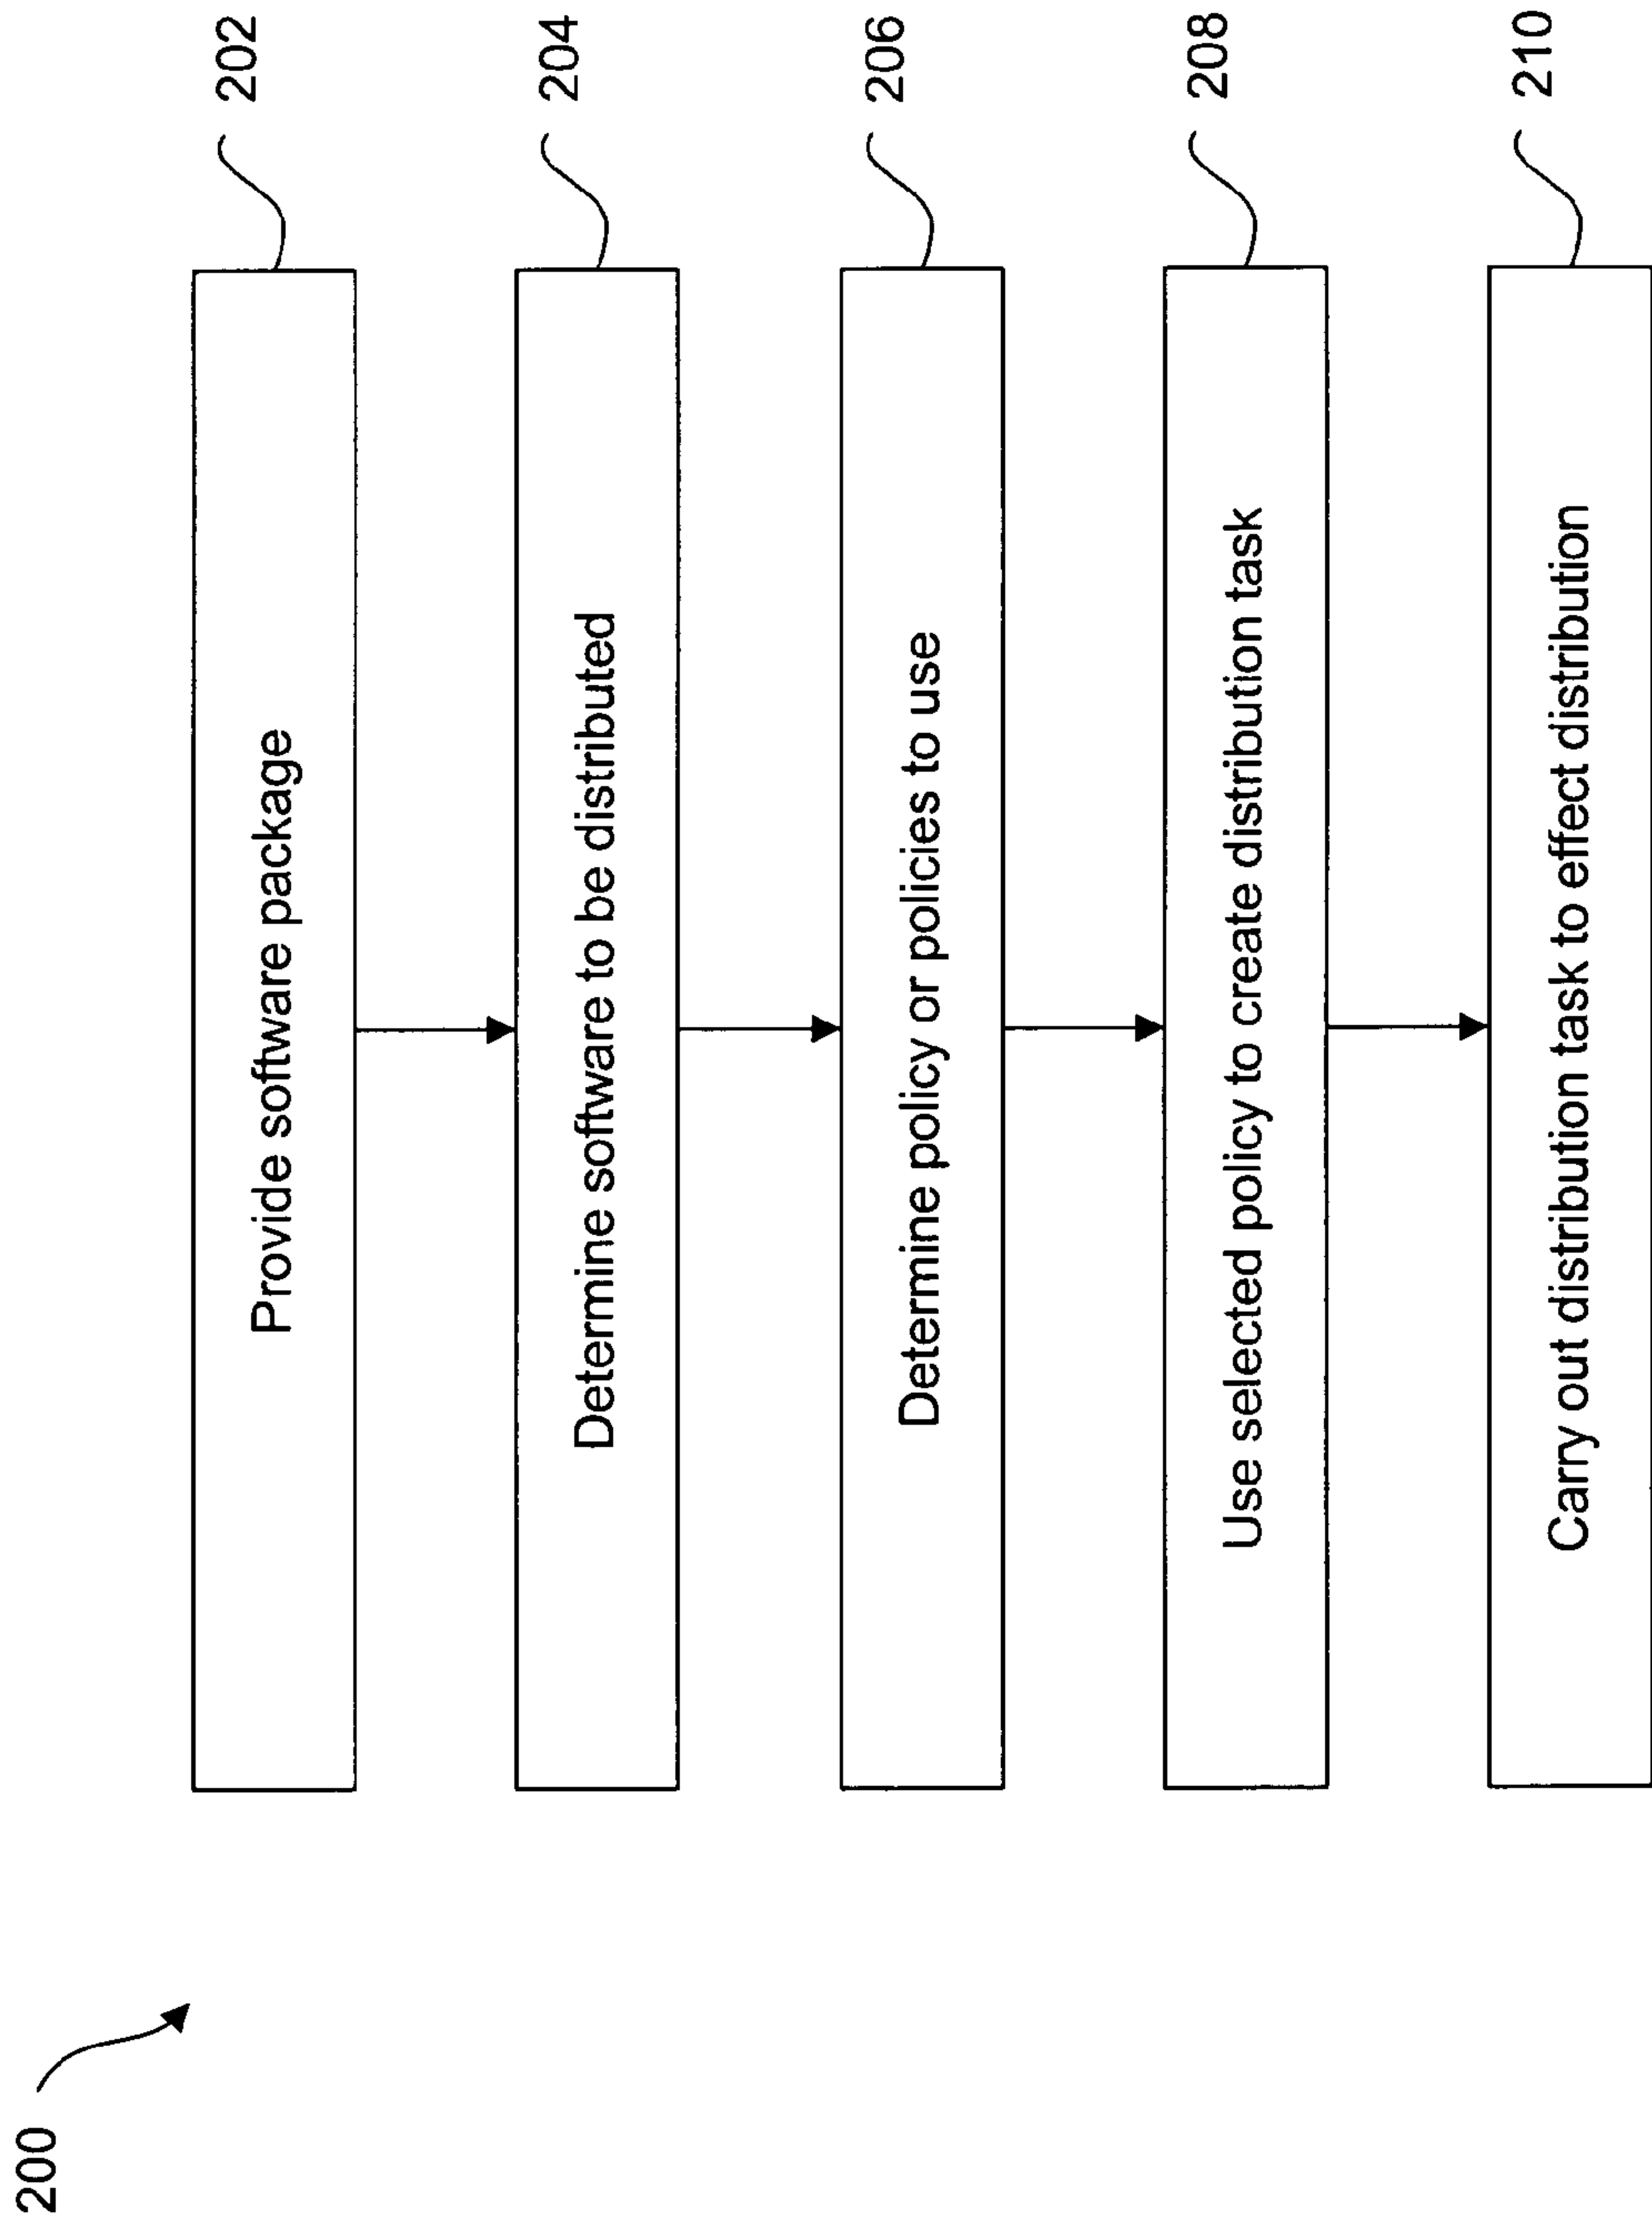 200
Provide software package
202
Determine software to be distributed
204
Determine policy or policies to use
206
Use selected policy to create distribution task
208
Carry out distribution task to effect distribution
210